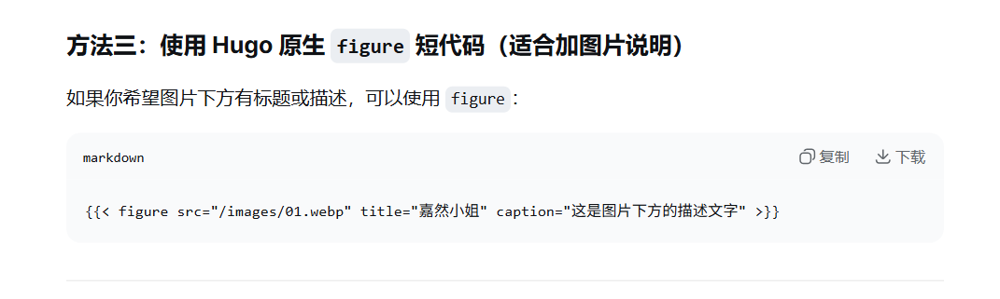 方法三：使用 Hugo 原生 figure 短代码（适合加图片说明）
如果你希望图片下方有标题或描述，可以使用 figure：
markdown 复制 下载
{{< figure src="/images/01.webp" title="嘉然小姐" caption="这是图片下方的描述文字" >}}